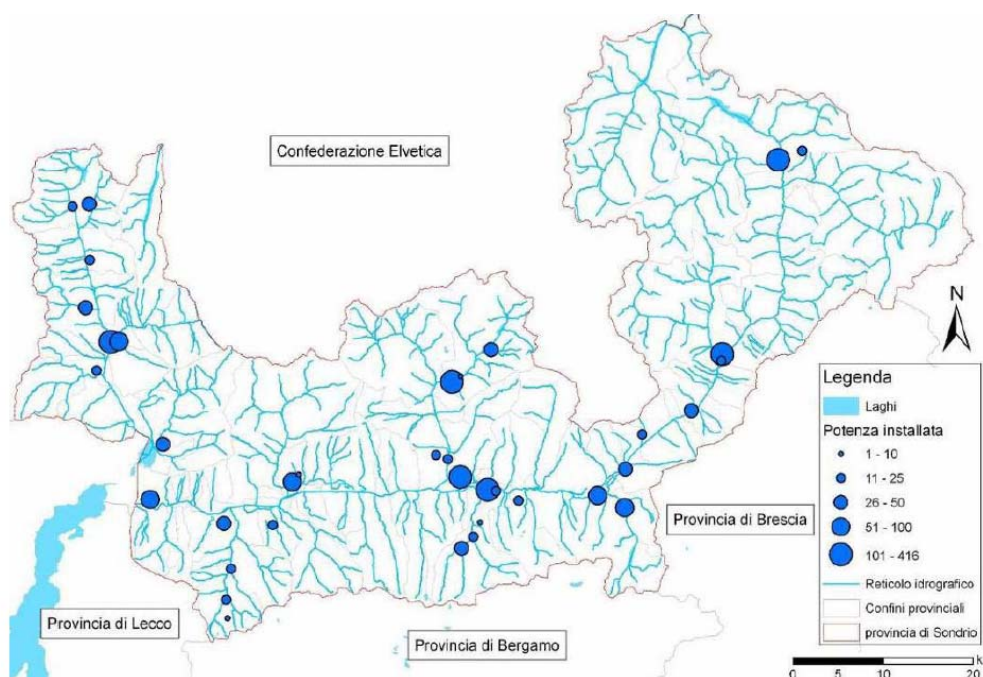 Confederazione Elvetica
N
Legenda
Laghi
Potenza installata
1 - 10
11 - 25
26 - 50
51 - 100
101 - 416
Reticolo idrografico
Confini provinciali
provincia di Sondrio
Provincia di Brescia
Provincia di Lecco
Provincia di Bergamo
k
0 5 10 20